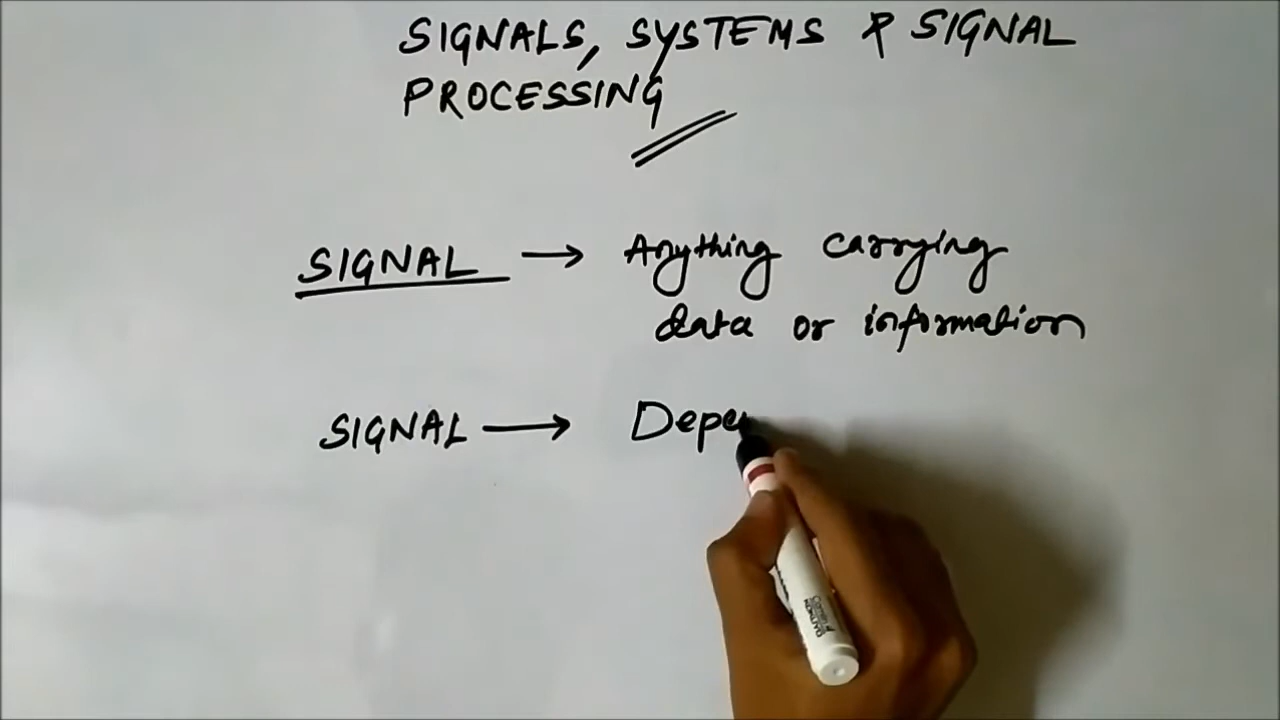 SIGNALS, SYSTEMS & SIGNAL
PROCESSING
SIGNAL → Anything carrying
data or information
SIGNAL → Depe